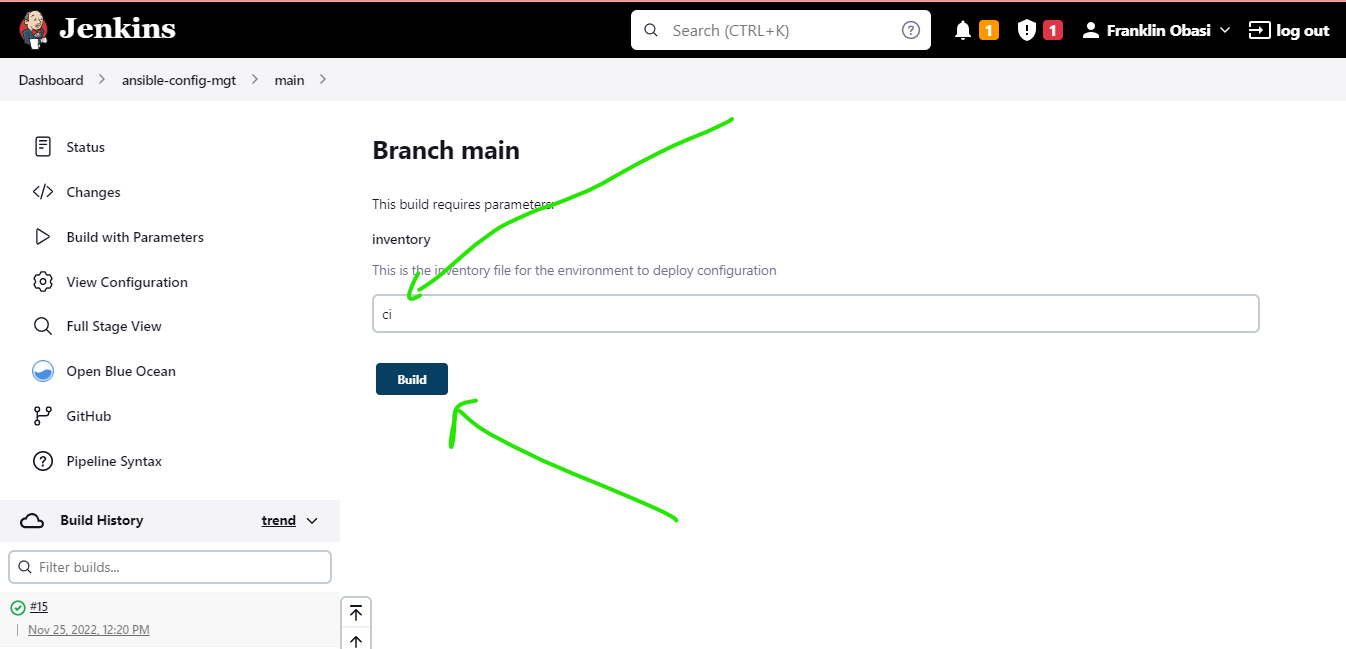 Jenkins
Search (CTRL+K)
1
1
Franklin Obasi
log out
Dashboard
ansible-config-mgt
main
Status
Changes
Build with Parameters
View Configuration
Full Stage View
Open Blue Ocean
GitHub
Pipeline Syntax
Build History
trend
Filter builds...
#15
Nov 25, 2022, 12:20 PM
Branch main
This build requires parameters:
inventory
This is the inventory file for the environment to deploy configuration
ci
Build